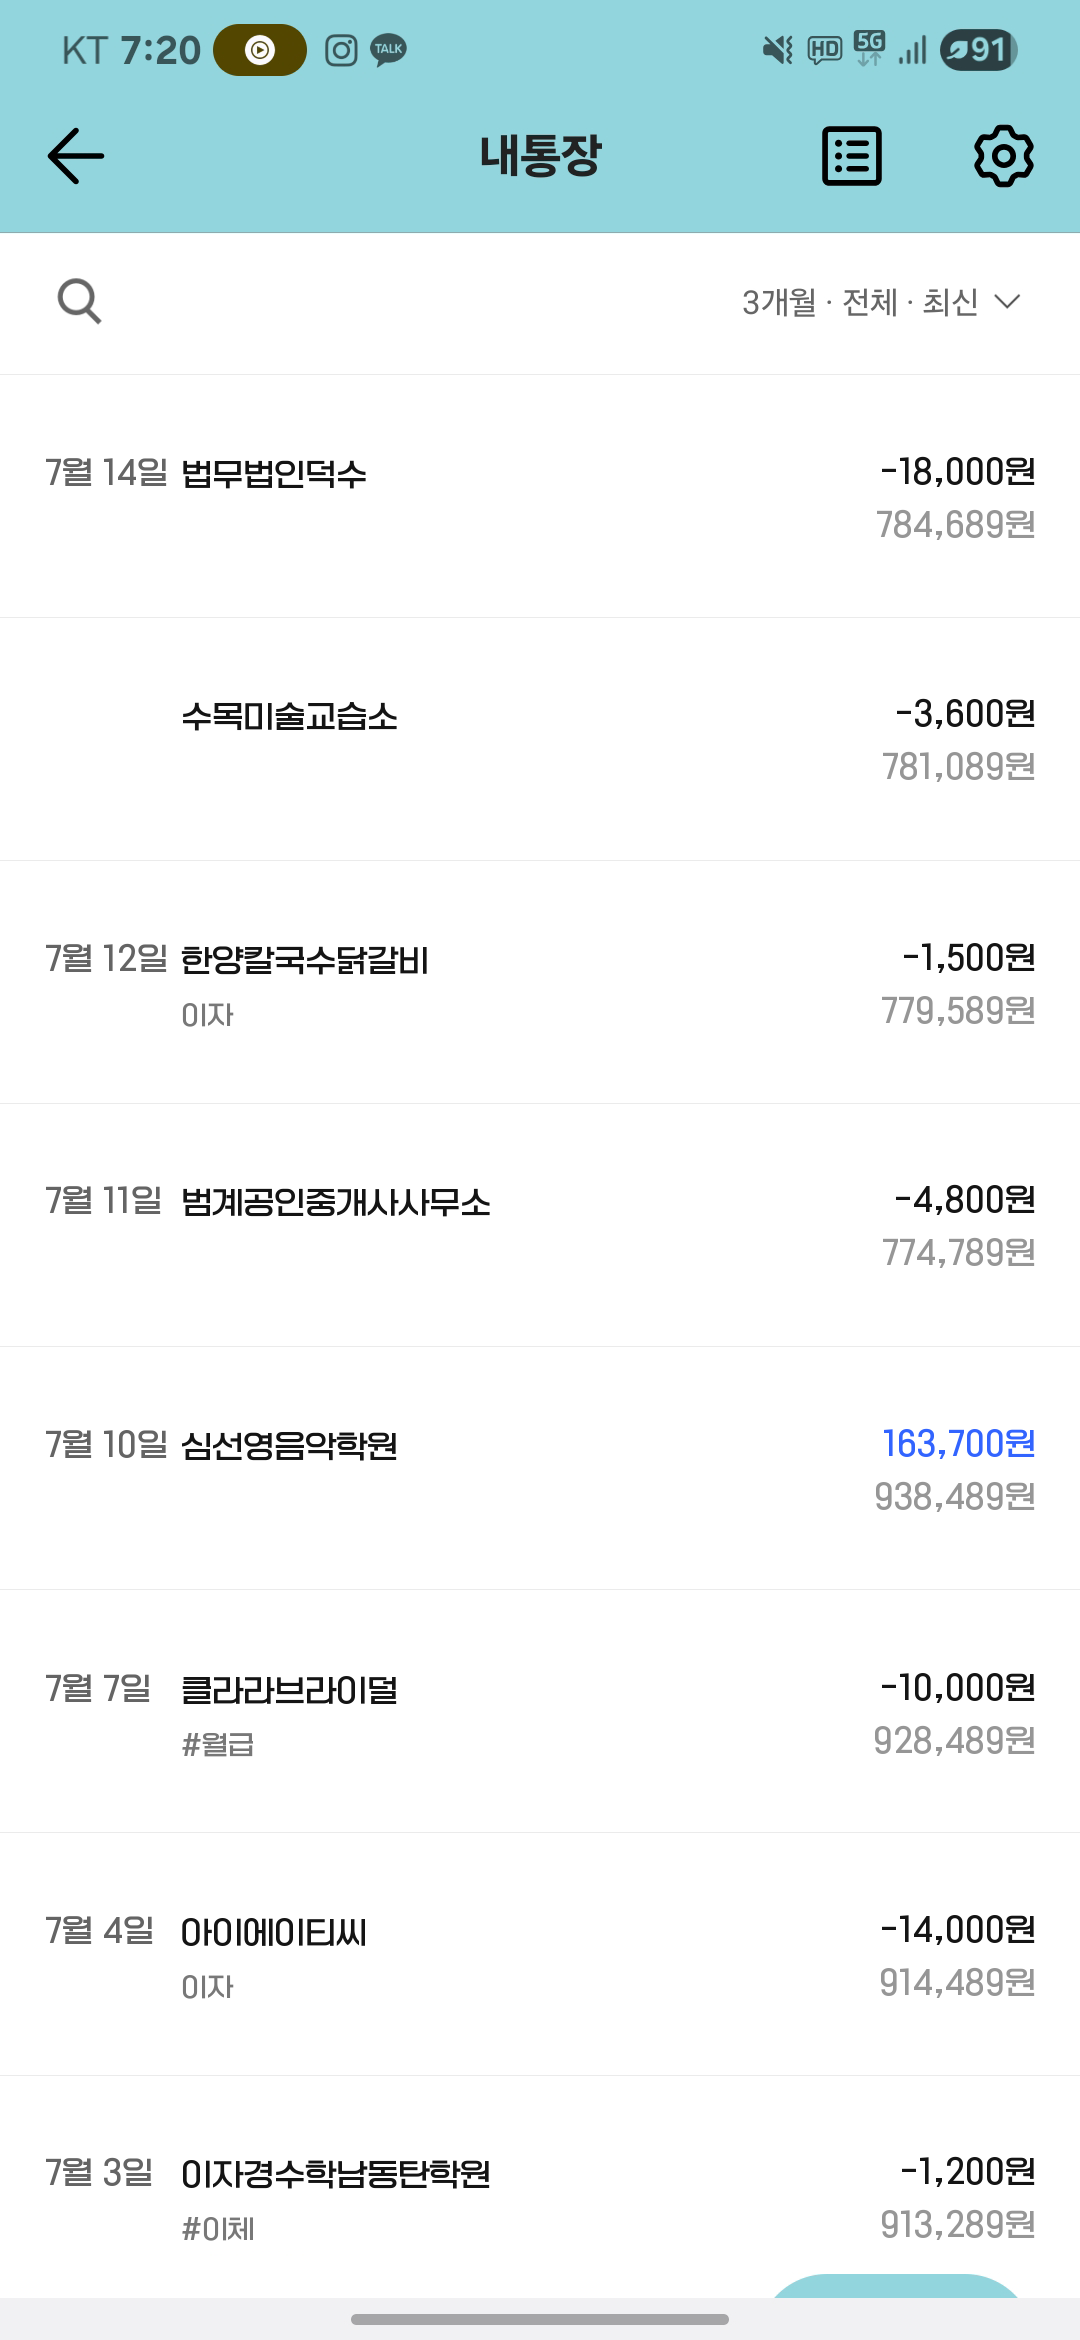 KT 7:20 TALK HD 5G 91
내통장
3개월 · 전체 · 최신
7월 14일 법무법인덕수 -18,000원
784,689원
수목미술교습소 -3,600원
781,089원
7월 12일 한양칼국수닭갈비 -1,500원
이자 779,589원
7월 11일 범계공인중개사사무소 -4,800원
774,789원
7월 10일 심선영음악학원 163,700원
938,489원
7월 7일 클라라브라이덜 -10,000원
#월급 928,489원
7월 4일 아이에이티씨 -14,000원
이자 914,489원
7월 3일 이자경수학남동탄학원 -1,200원
#이체 913,289원